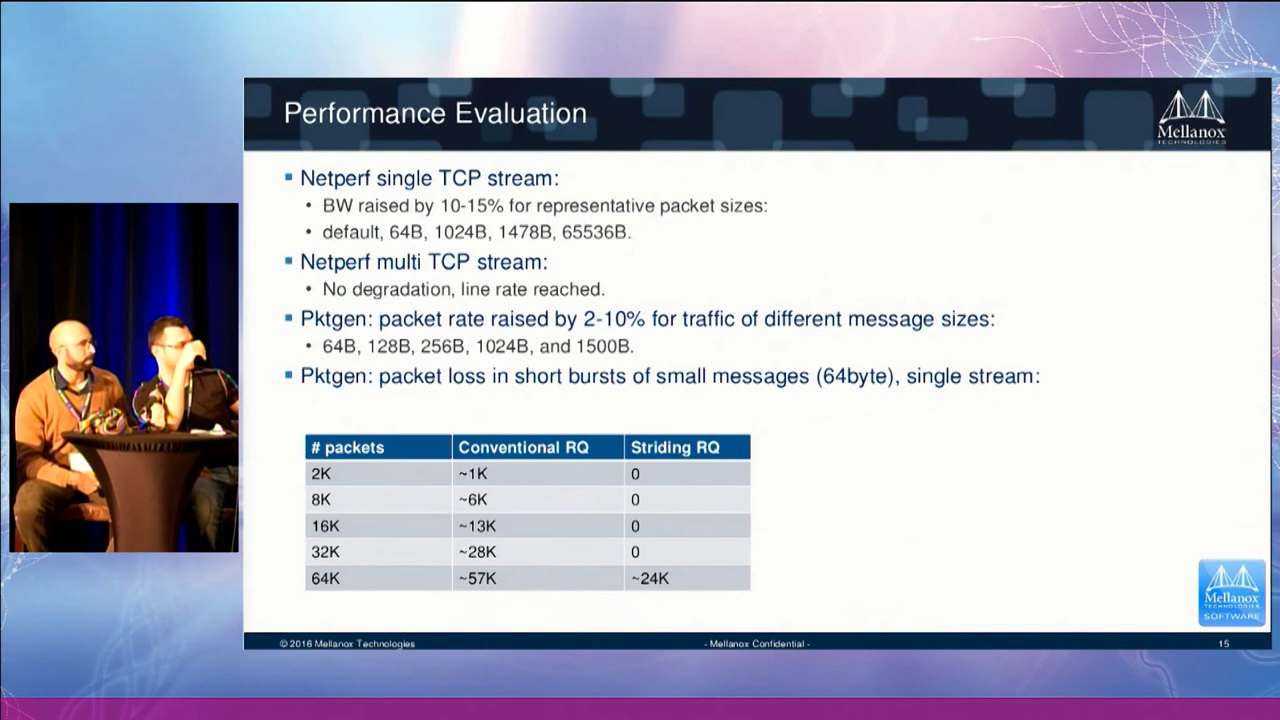 Performance Evaluation
Mellanox
TECHNOLOGIES
▪ Netperf single TCP stream:
• BW raised by 10-15% for representative packet sizes:
• default, 64B, 1024B, 1478B, 65536B.
▪ Netperf multi TCP stream:
• No degradation, line rate reached.
▪ Pktgen: packet rate raised by 2-10% for traffic of different message sizes:
• 64B, 128B, 256B, 1024B, and 1500B.
▪ Pktgen: packet loss in short bursts of small messages (64byte), single stream:
# packets Conventional RQ Striding RQ
2K ~1K 0
8K ~6K 0
16K ~13K 0
32K ~28K 0
64K ~57K ~24K
Mellanox
TECHNOLOGIES
SOFTWARE
© 2016 Mellanox Technologies - Mellanox Confidential - 15